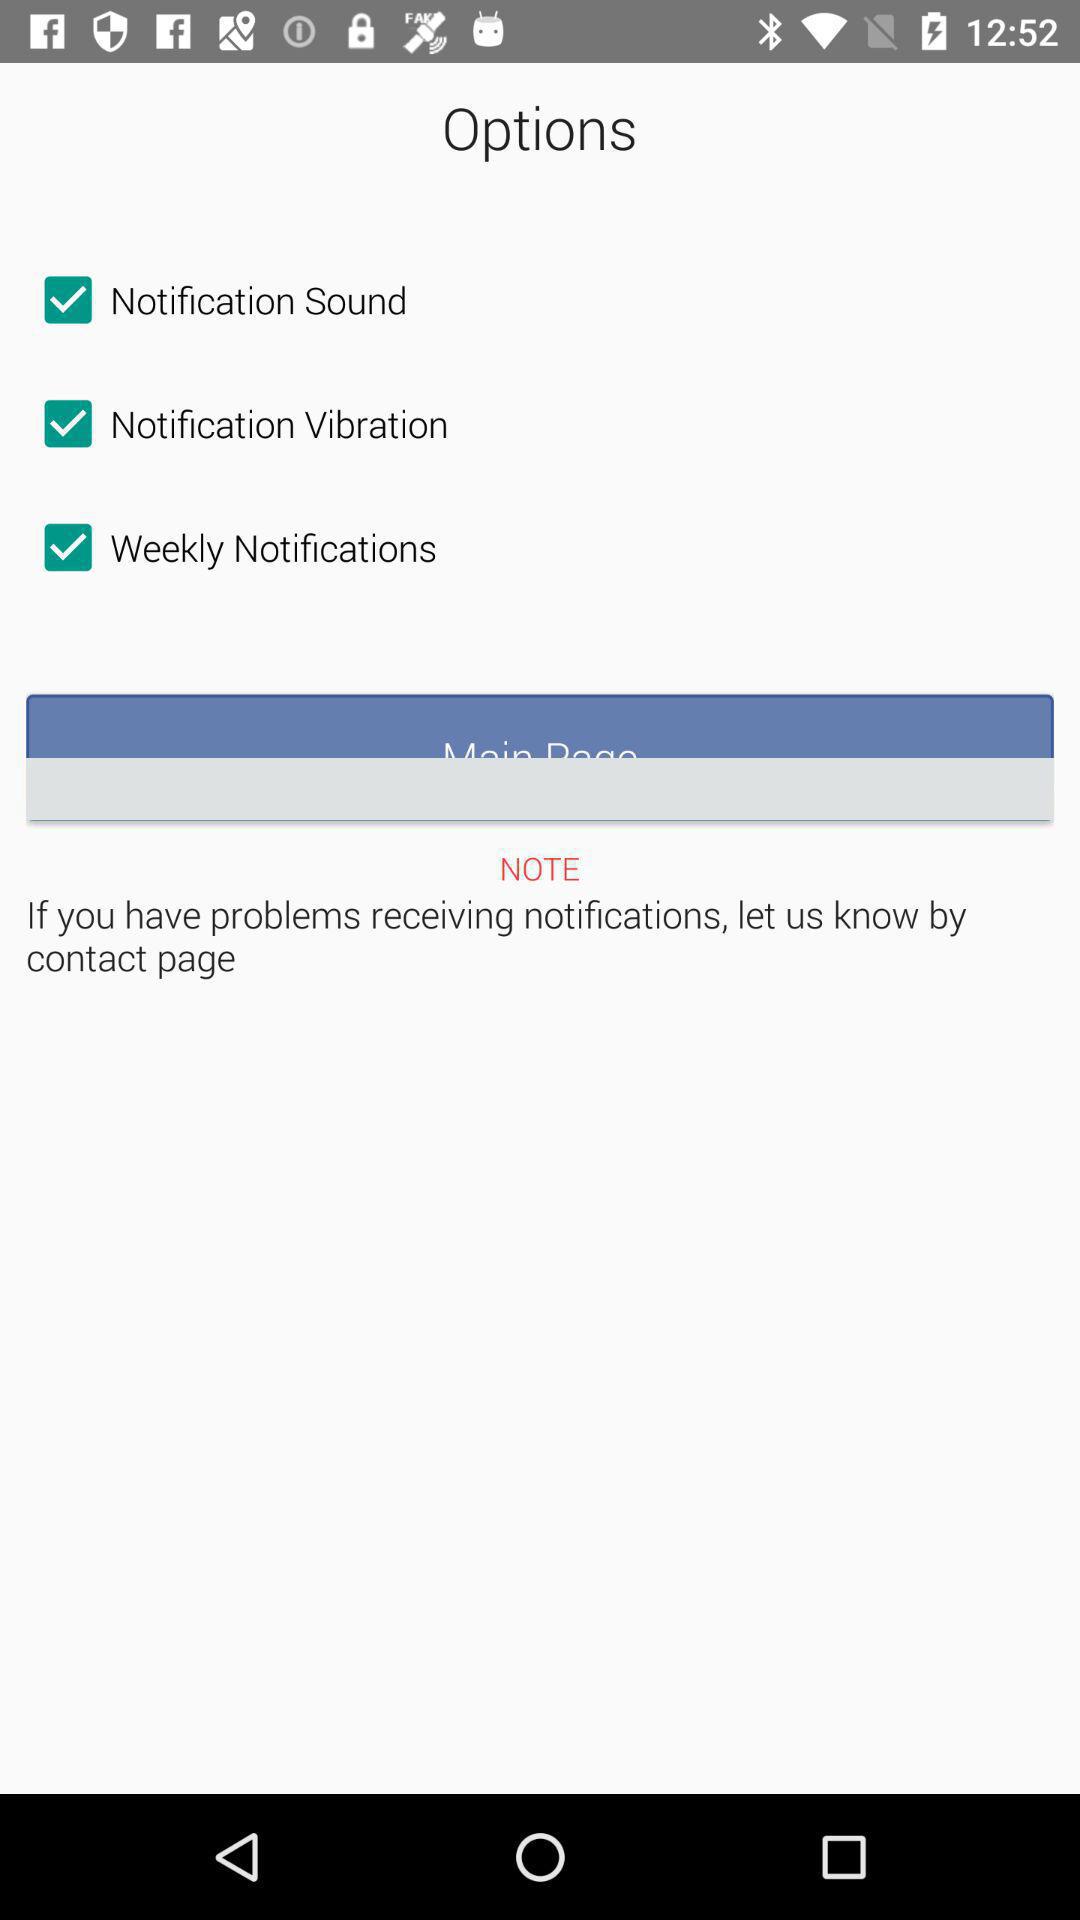 FAKE
12:52
Options
Notification Sound
Notification Vibration
Weekly Notifications
Main Page
NOTE
If you have problems receiving notifications, let us know by
contact page